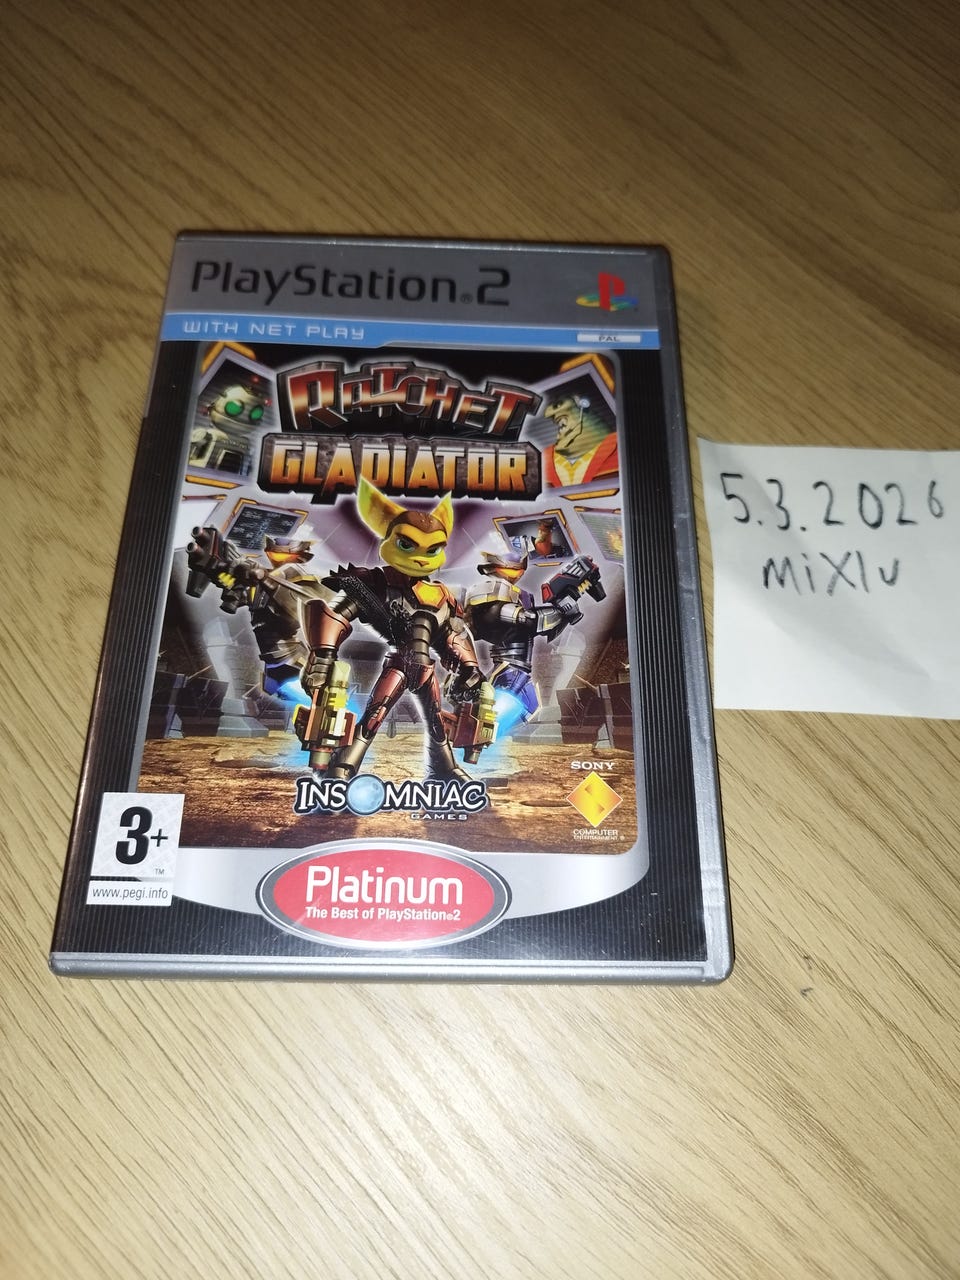 PlayStation®2
WITH NET PLAY
PAL
RATCHET
GLADIATOR
INSOMNIAC
GAMES
SONY
COMPUTER
ENTERTAINMENT®
3+
TM
www.pegi.info
Platinum
The Best of PlayStation®2
5.3.2026
miXlu